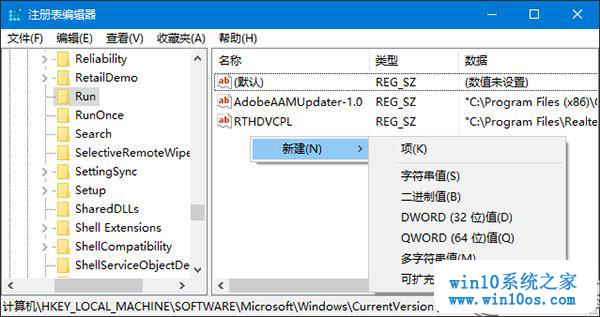 注册表编辑器
文件(F) 编辑(E) 查看(V) 收藏夹(A) 帮助(H)
Reliability
RetailDemo
Run
RunOnce
Search
SelectiveRemoteWipe
SettingSync
Setup
SharedDLLs
Shell Extensions
ShellCompatibility
ShellServiceObjectDe
名称 类型 数据
(默认) REG_SZ (数值未设置)
AdobeAAMUpdater-1.0 REG_SZ "C:\Program Files (x86)\
RTHDVCPL REG_SZ "C:\Program Files\Realte
新建(N)
项(K)
字符串值(S)
二进制值(B)
DWORD (32 位)值(D)
QWORD (64 位)值(Q)
多字符串值(M)
可扩充
计算机\HKEY_LOCAL_MACHINE\SOFTWARE\Microsoft\Windows\CurrentVersion
win10系统之家
www.win10os.com